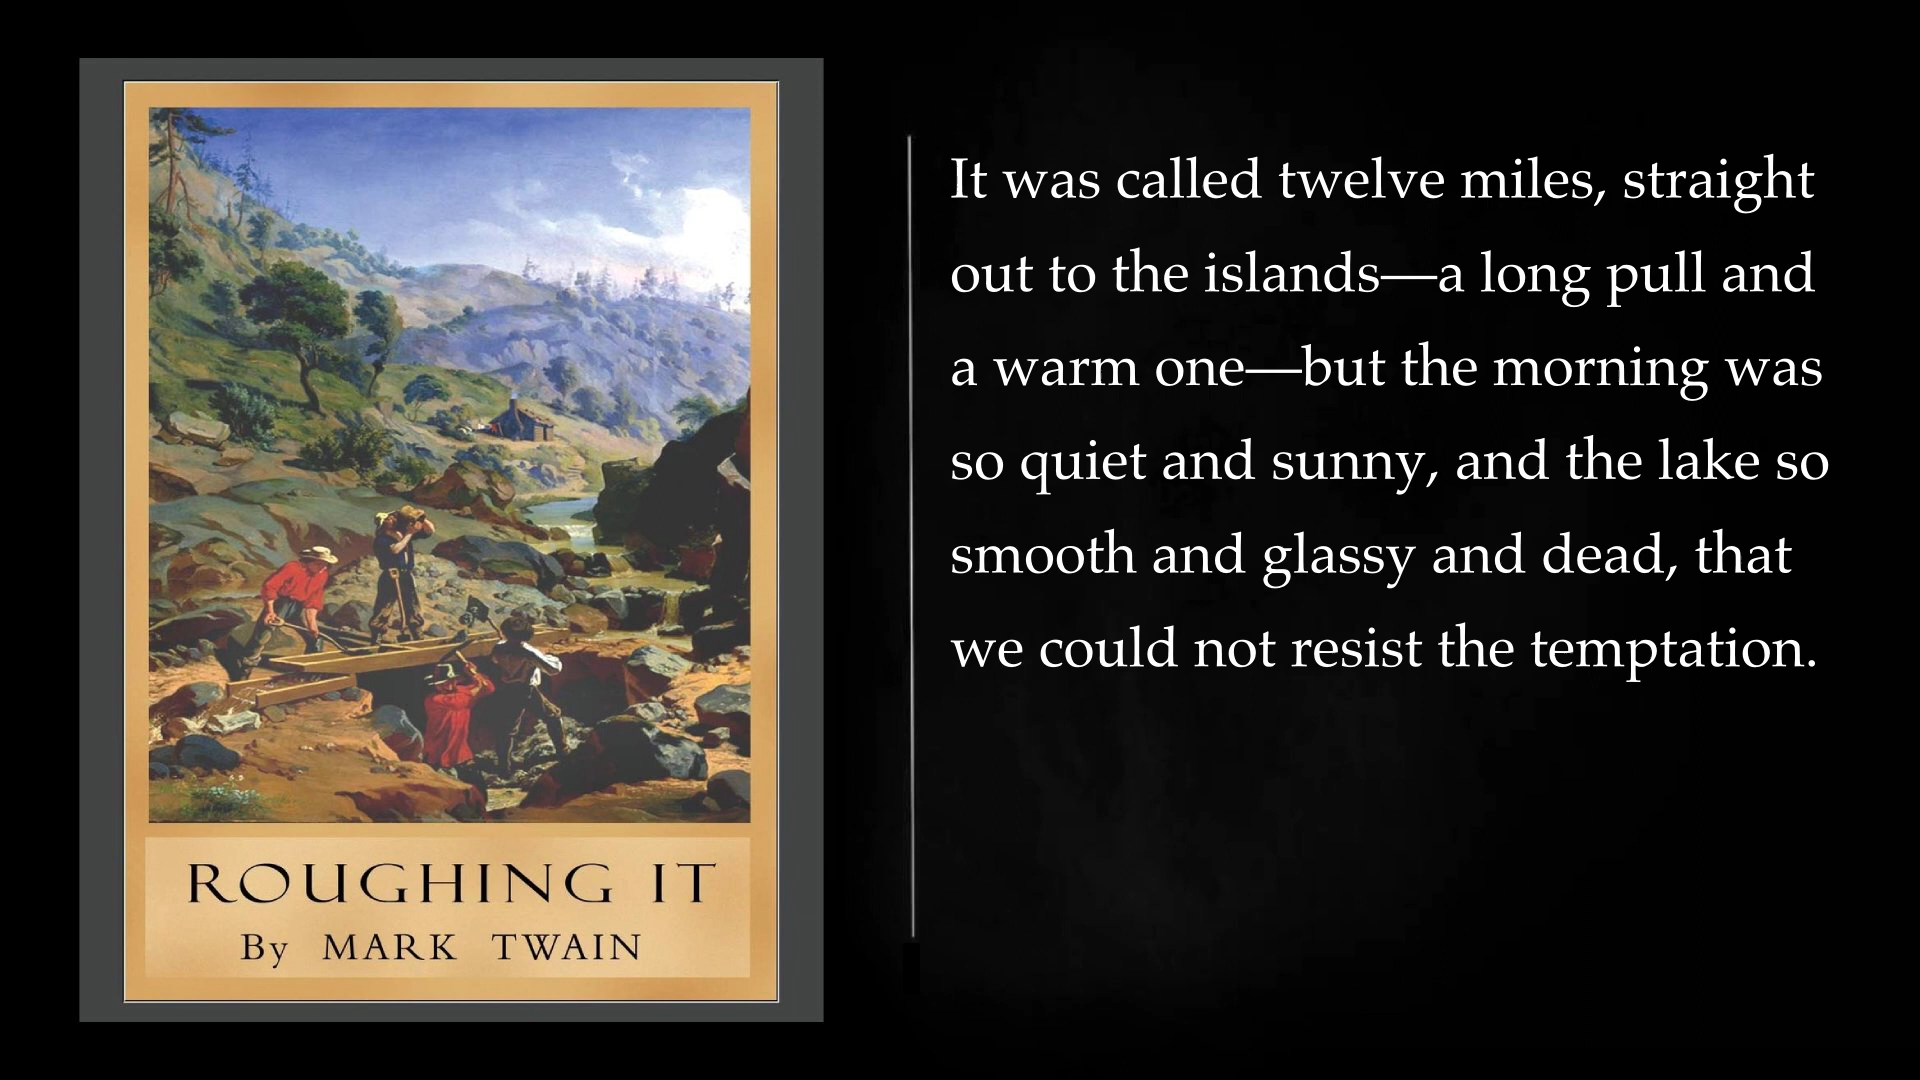 ROUGHING IT
By MARK TWAIN
It was called twelve miles, straight
out to the islands—a long pull and
a warm one—but the morning was
so quiet and sunny, and the lake so
smooth and glassy and dead, that
we could not resist the temptation.